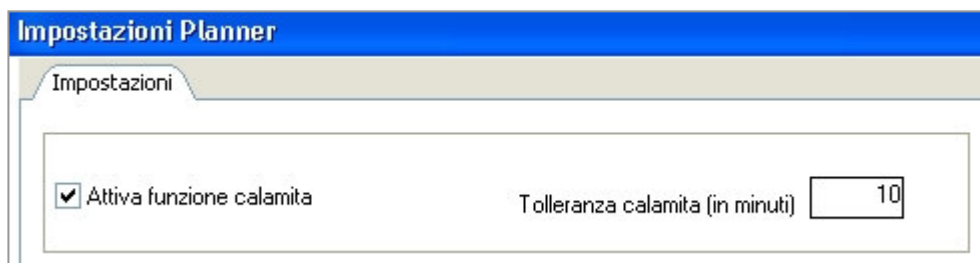 Impostazioni Planner
Impostazioni
Attiva funzione calamita
Tolleranza calamita (in minuti) 10